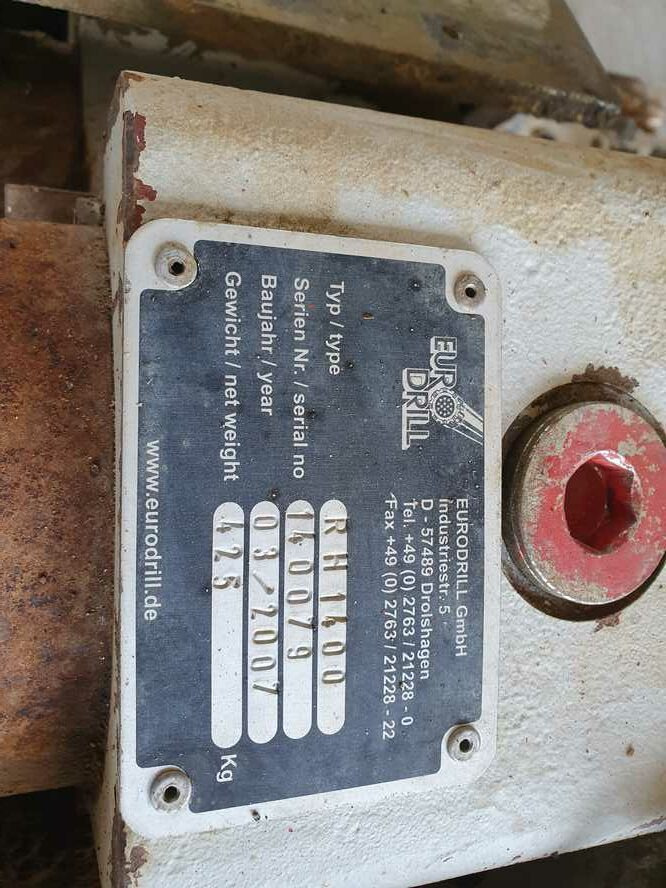 EURODRILL
EURODRILL GmbH
Industriestr. 5
D - 57489 Drolshagen
Tel. +49 (0) 2763 / 21228 - 0
Fax +49 (0) 2763 / 21228 - 22
Typ / type RH1400
Serien Nr. / serial no 140079
Baujahr / year 03/2007
Gewicht / net weight 425 Kg
www.eurodrill.de